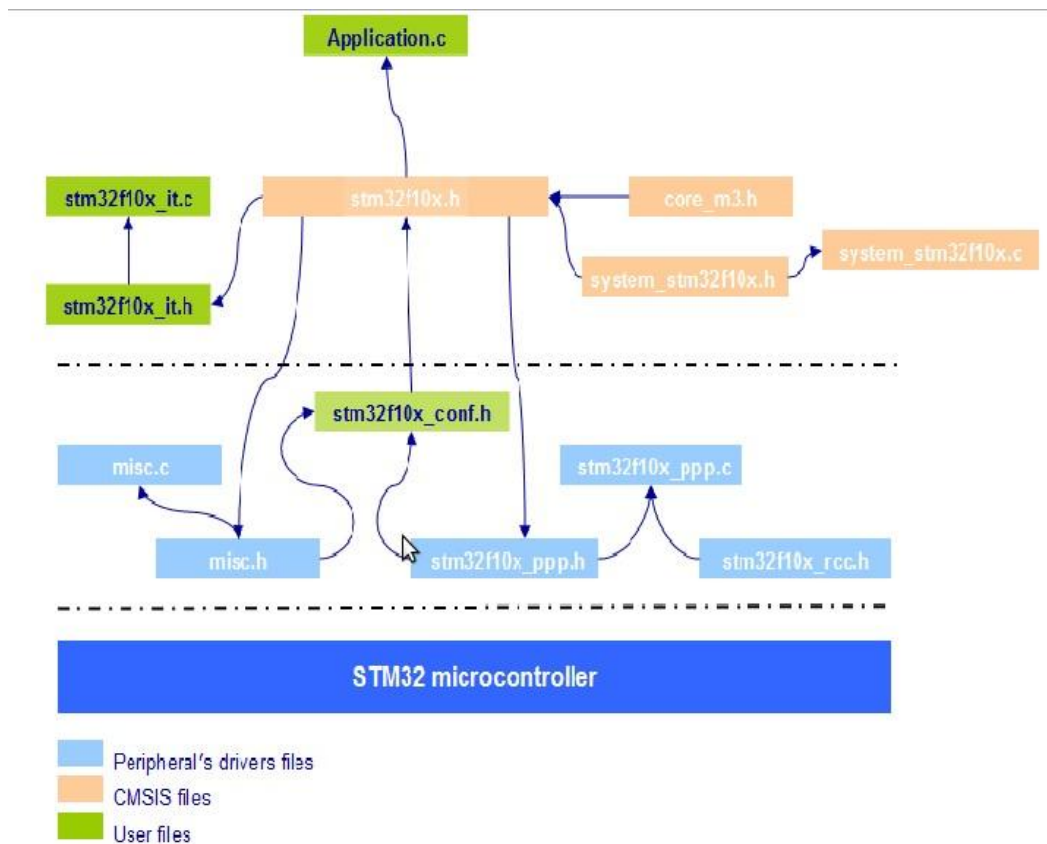 Application.c
stm32f10x_it.c
stm32f10x.h
core_m3.h
system_stm32f10x.c
system_stm32f10x.h
stm32f10x_it.h
stm32f10x_conf.h
misc.c
stm32f10x_ppp.c
misc.h
stm32f10x_ppp.h
stm32f10x_rcc.h
STM32 microcontroller
Peripheral's drivers files
CMSIS files
User files